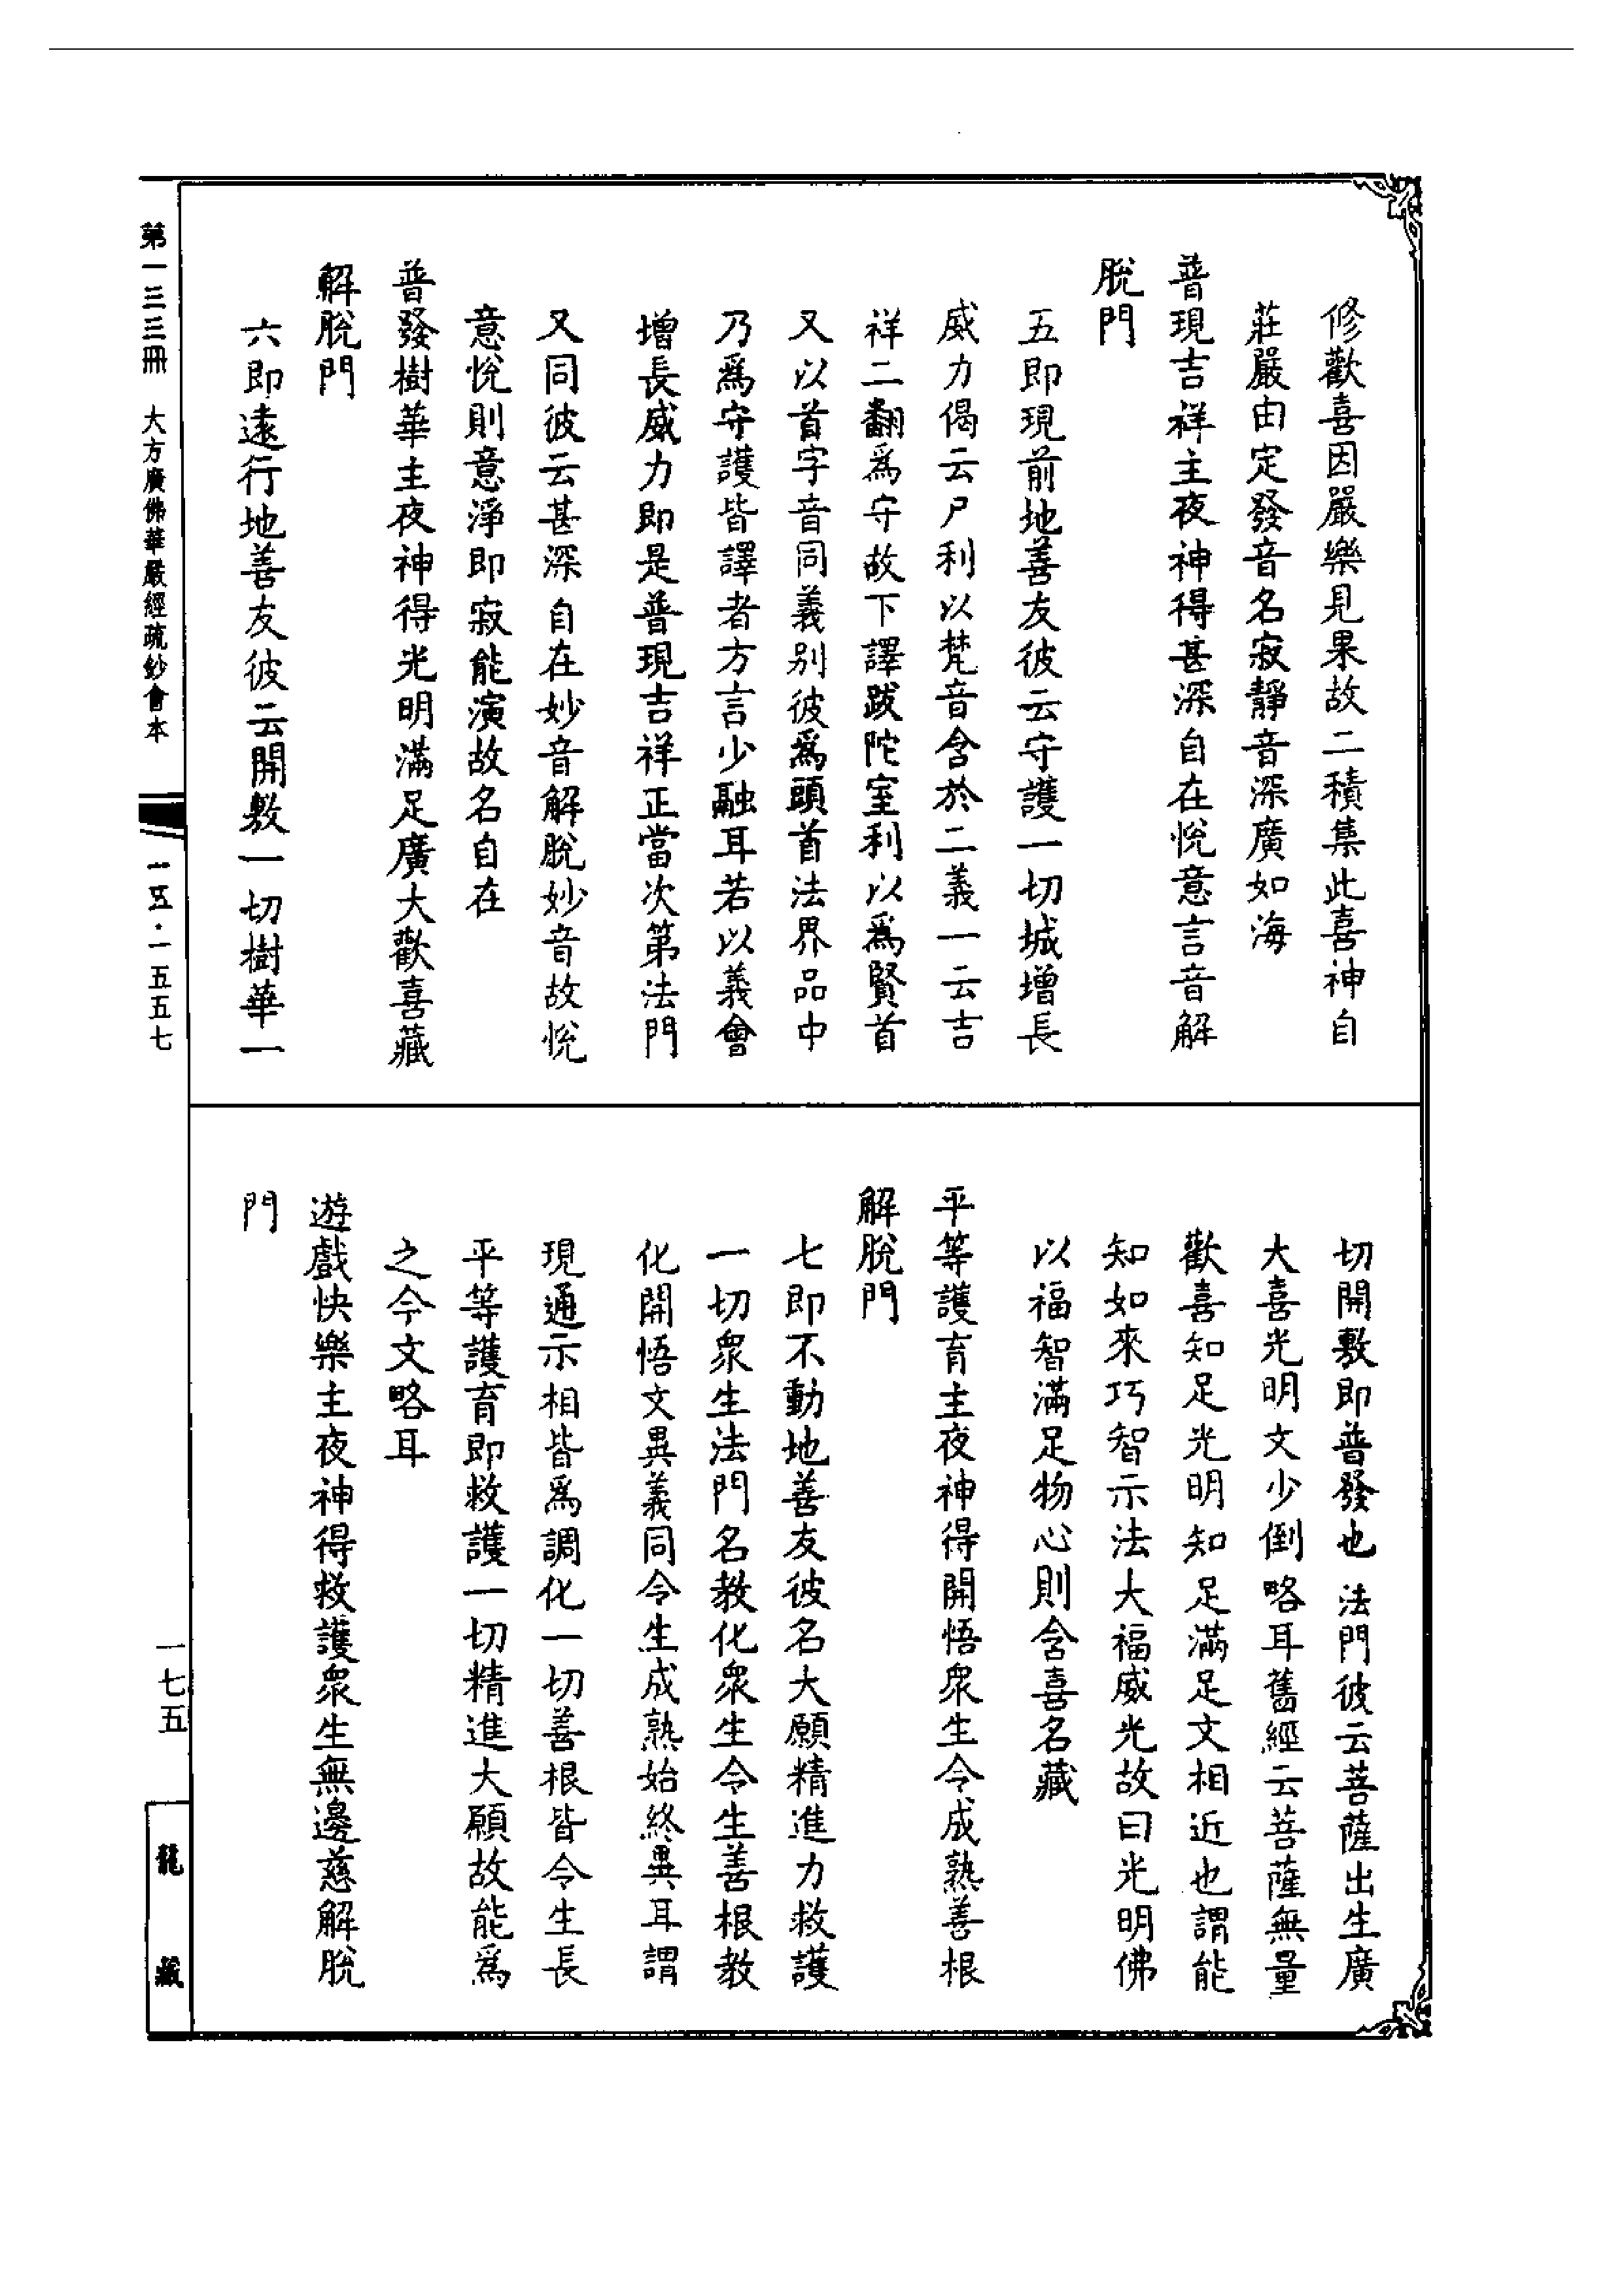 修歡喜因嚴樂見果故二積集此喜神自
莊嚴由定發音名寂靜音深廣如海
普現吉祥主夜神得甚深自在悅意言音解
脫門
五即現前地善友彼云守護一切城增長
威力偈云尸利以梵音含於二義一云吉
祥二翻爲守故下譯跋陀室利以爲賢首
又以首字音同義别彼爲頭首法界品中
乃爲守護皆譯者方言少融耳若以義會
增長威力即是普現吉祥正當次第法門
又同彼云甚深自在妙音解脫妙音故悅
意悅則意淨即寂能演故名自在
普發樹華主夜神得光明滿足廣大歡喜藏
解脫門
六即遠行地善友彼云開敷一切樹華一
切開敷即普發也法門彼云菩薩出生廣
大喜光明文少倒略耳舊經云菩薩無量
歡喜知足光明知足滿足文相近也謂能
知如來巧智示法大福威光故曰光明佛
以福智滿足物心則含喜名藏
平等護育主夜神得開悟衆生令成熟善根
解脫門
七即不動地善友彼名大願精進力救護
一切衆生法門名教化衆生令生善根教
化開悟文異義同令生成熟始終異耳謂
現通示相皆爲調化一切善根皆令生長
平等護育即救護一切精進大願故能爲
之今文略耳
遊戲快樂主夜神得救護衆生無邊慈解脫
門
第一三三冊 大方廣佛華嚴經疏鈔會本
一五·一五五七
一七五
龍藏